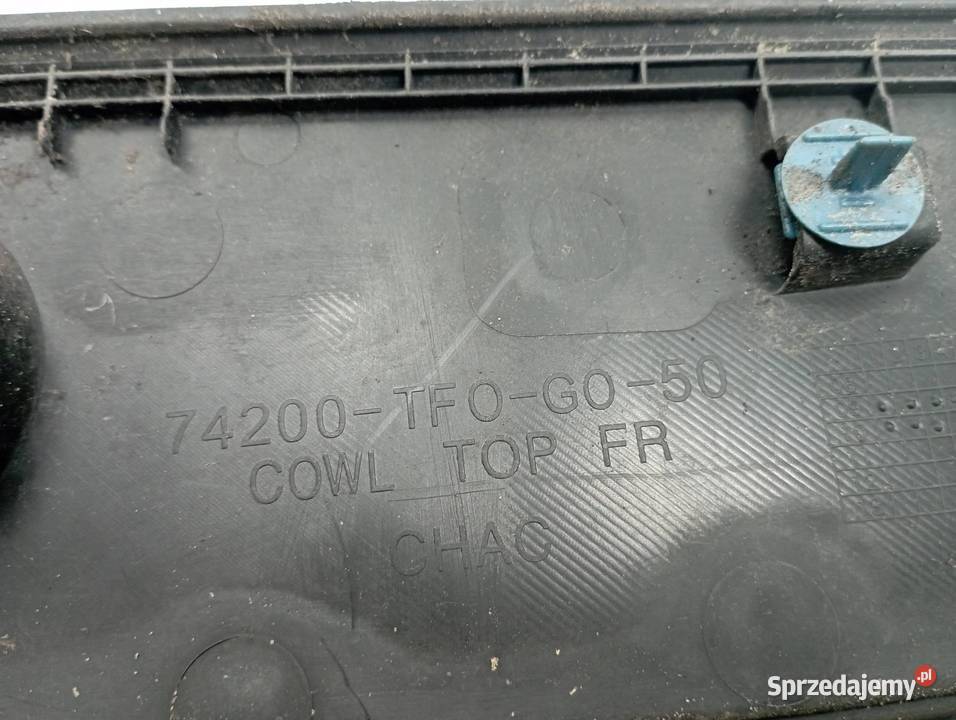 74200-TF0-G0-50
COWL TOP FR
CHAC
Sprzedajemy.pl